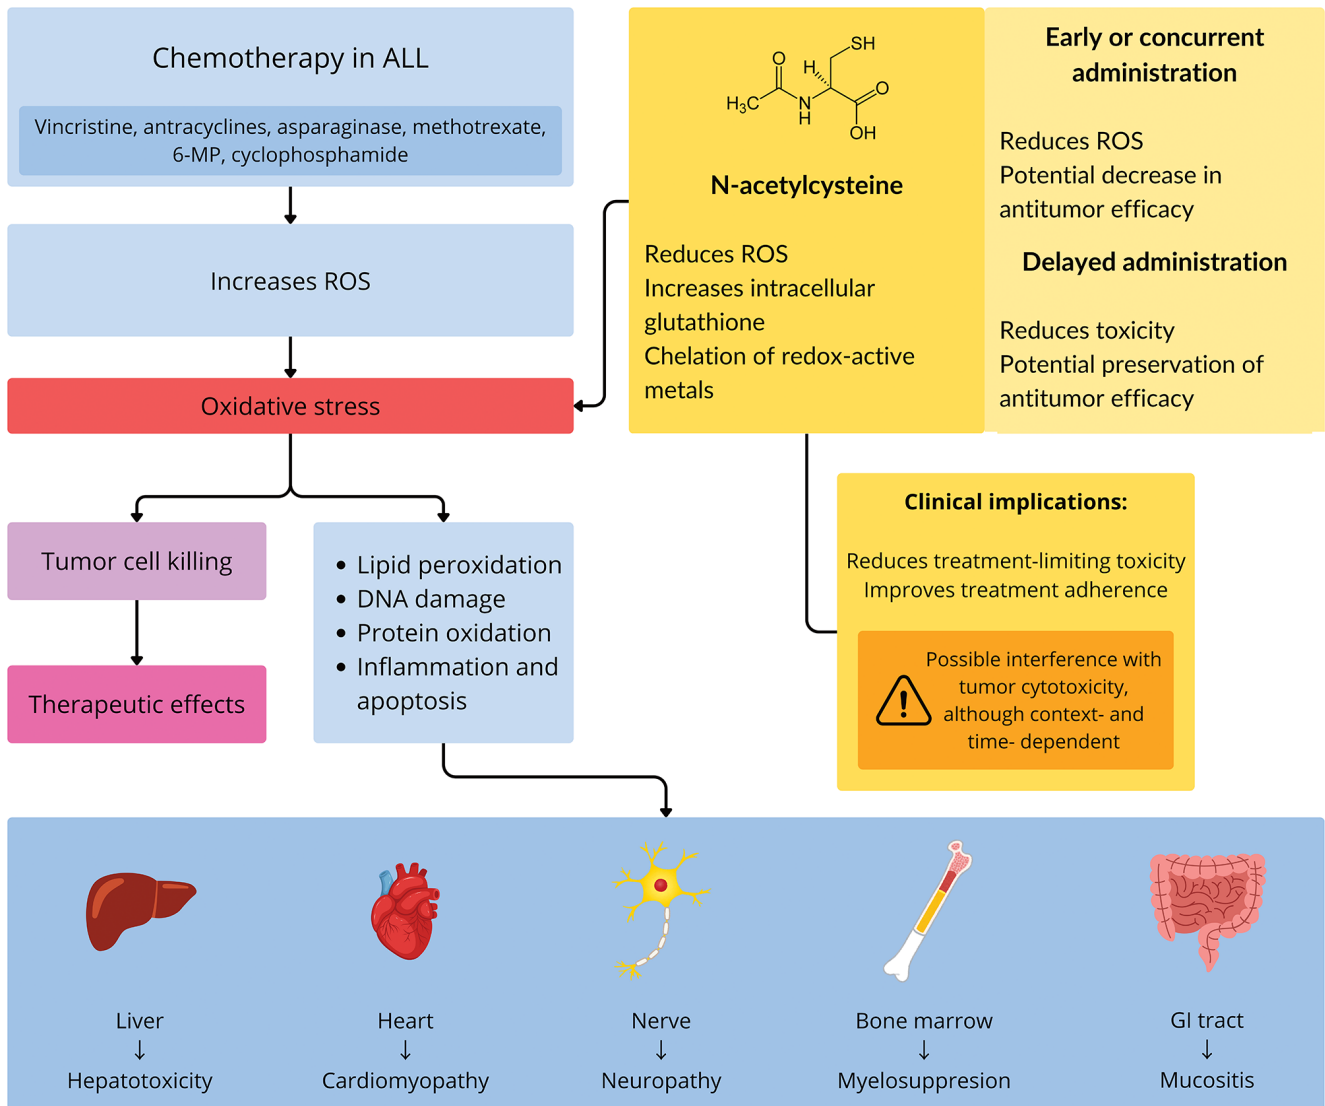 Chemotherapy in ALL
Vincristine, antracyclines, asparaginase, methotrexate,
6-MP, cyclophosphamide
Increases ROS
Oxidative stress
Tumor cell killing
Therapeutic effects
• Lipid peroxidation
• DNA damage
• Protein oxidation
• Inflammation and
apoptosis
SH
O
H
H₃C
N
H
O
OH
N-acetylcysteine
Reduces ROS
Increases intracellular
glutathione
Chelation of redox-active
metals
Early or concurrent
administration
Reduces ROS
Potential decrease in
antitumor efficacy
Delayed administration
Reduces toxicity
Potential preservation of
antitumor efficacy
Clinical implications:
Reduces treatment-limiting toxicity
Improves treatment adherence
Possible interference with
tumor cytotoxicity,
although context- and
time- dependent
Liver
↓
Hepatotoxicity
Heart
↓
Cardiomyopathy
Nerve
↓
Neuropathy
Bone marrow
↓
Myelosuppresion
GI tract
↓
Mucositis